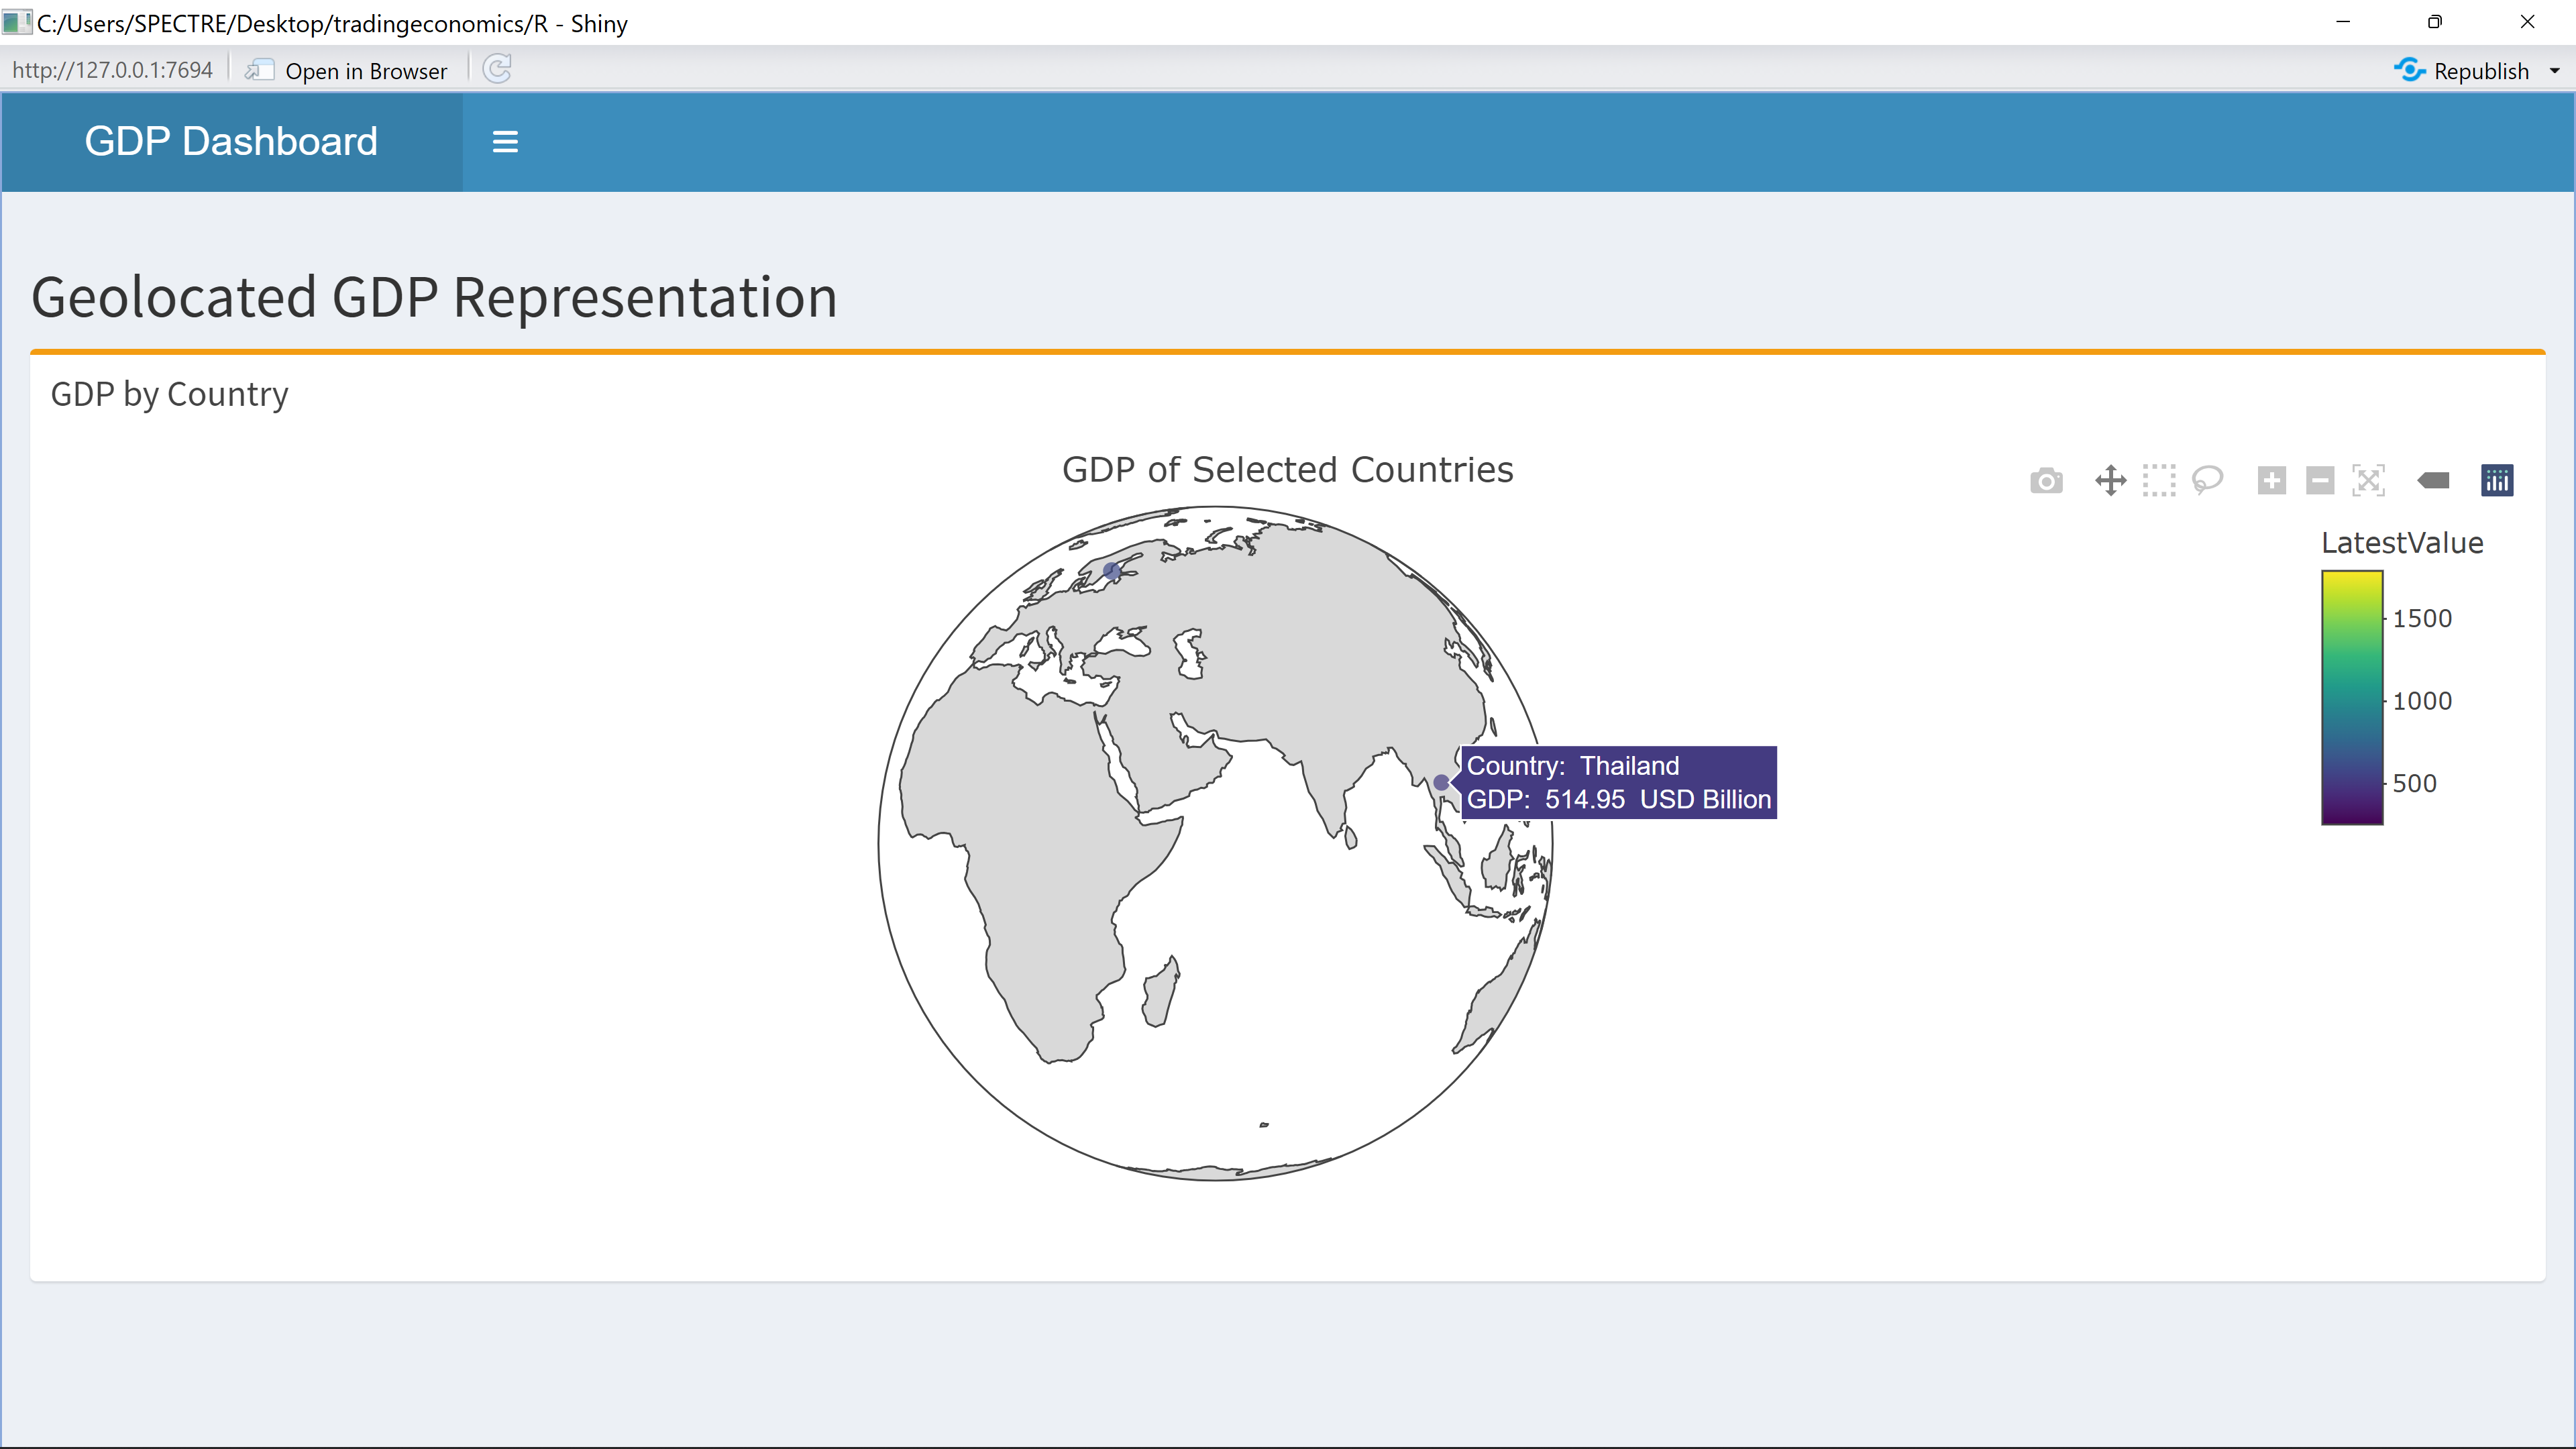 C:/Users/SPECTRE/Desktop/tradingeconomics/R - Shiny
http://127.0.0.1:7694 Open in Browser Republish
GDP Dashboard
Geolocated GDP Representation
GDP by Country
GDP of Selected Countries
LatestValue
1500
1000
500
Country: Thailand
GDP: 514.95 USD Billion